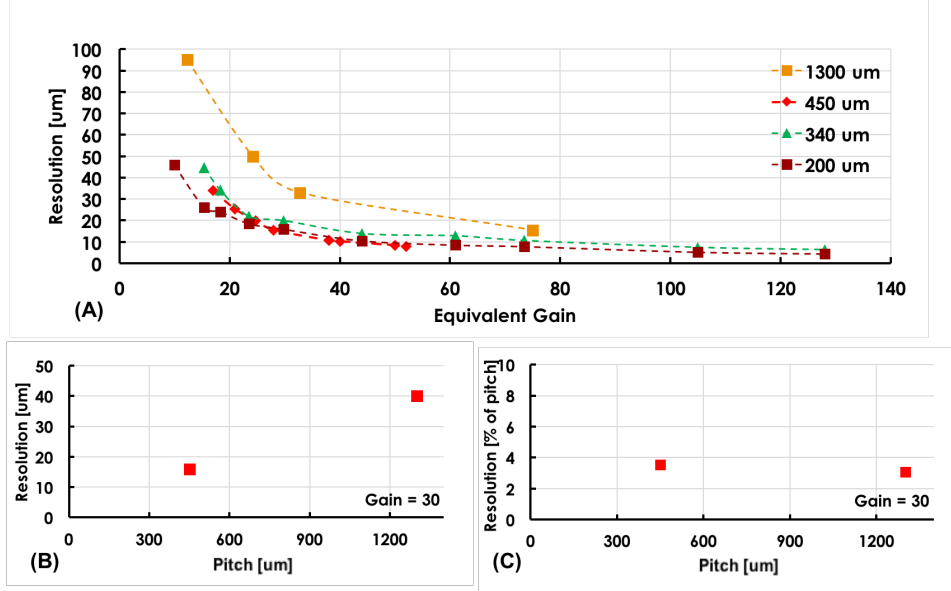 100
90
80
70
60
50
40
30
20
10
0
Resolution [um]
1300 um
450 um
340 um
200 um
0 20 40 60 80 100 120 140
(A)
Equivalent Gain
50
40
30
20
10
0
Resolution [um]
Gain = 30
0 300 600 900 1200
(B)
Pitch [um]
10
8
6
4
2
0
Resolution [% of pitch]
Gain = 30
0 300 600 900 1200
(C)
Pitch [um]